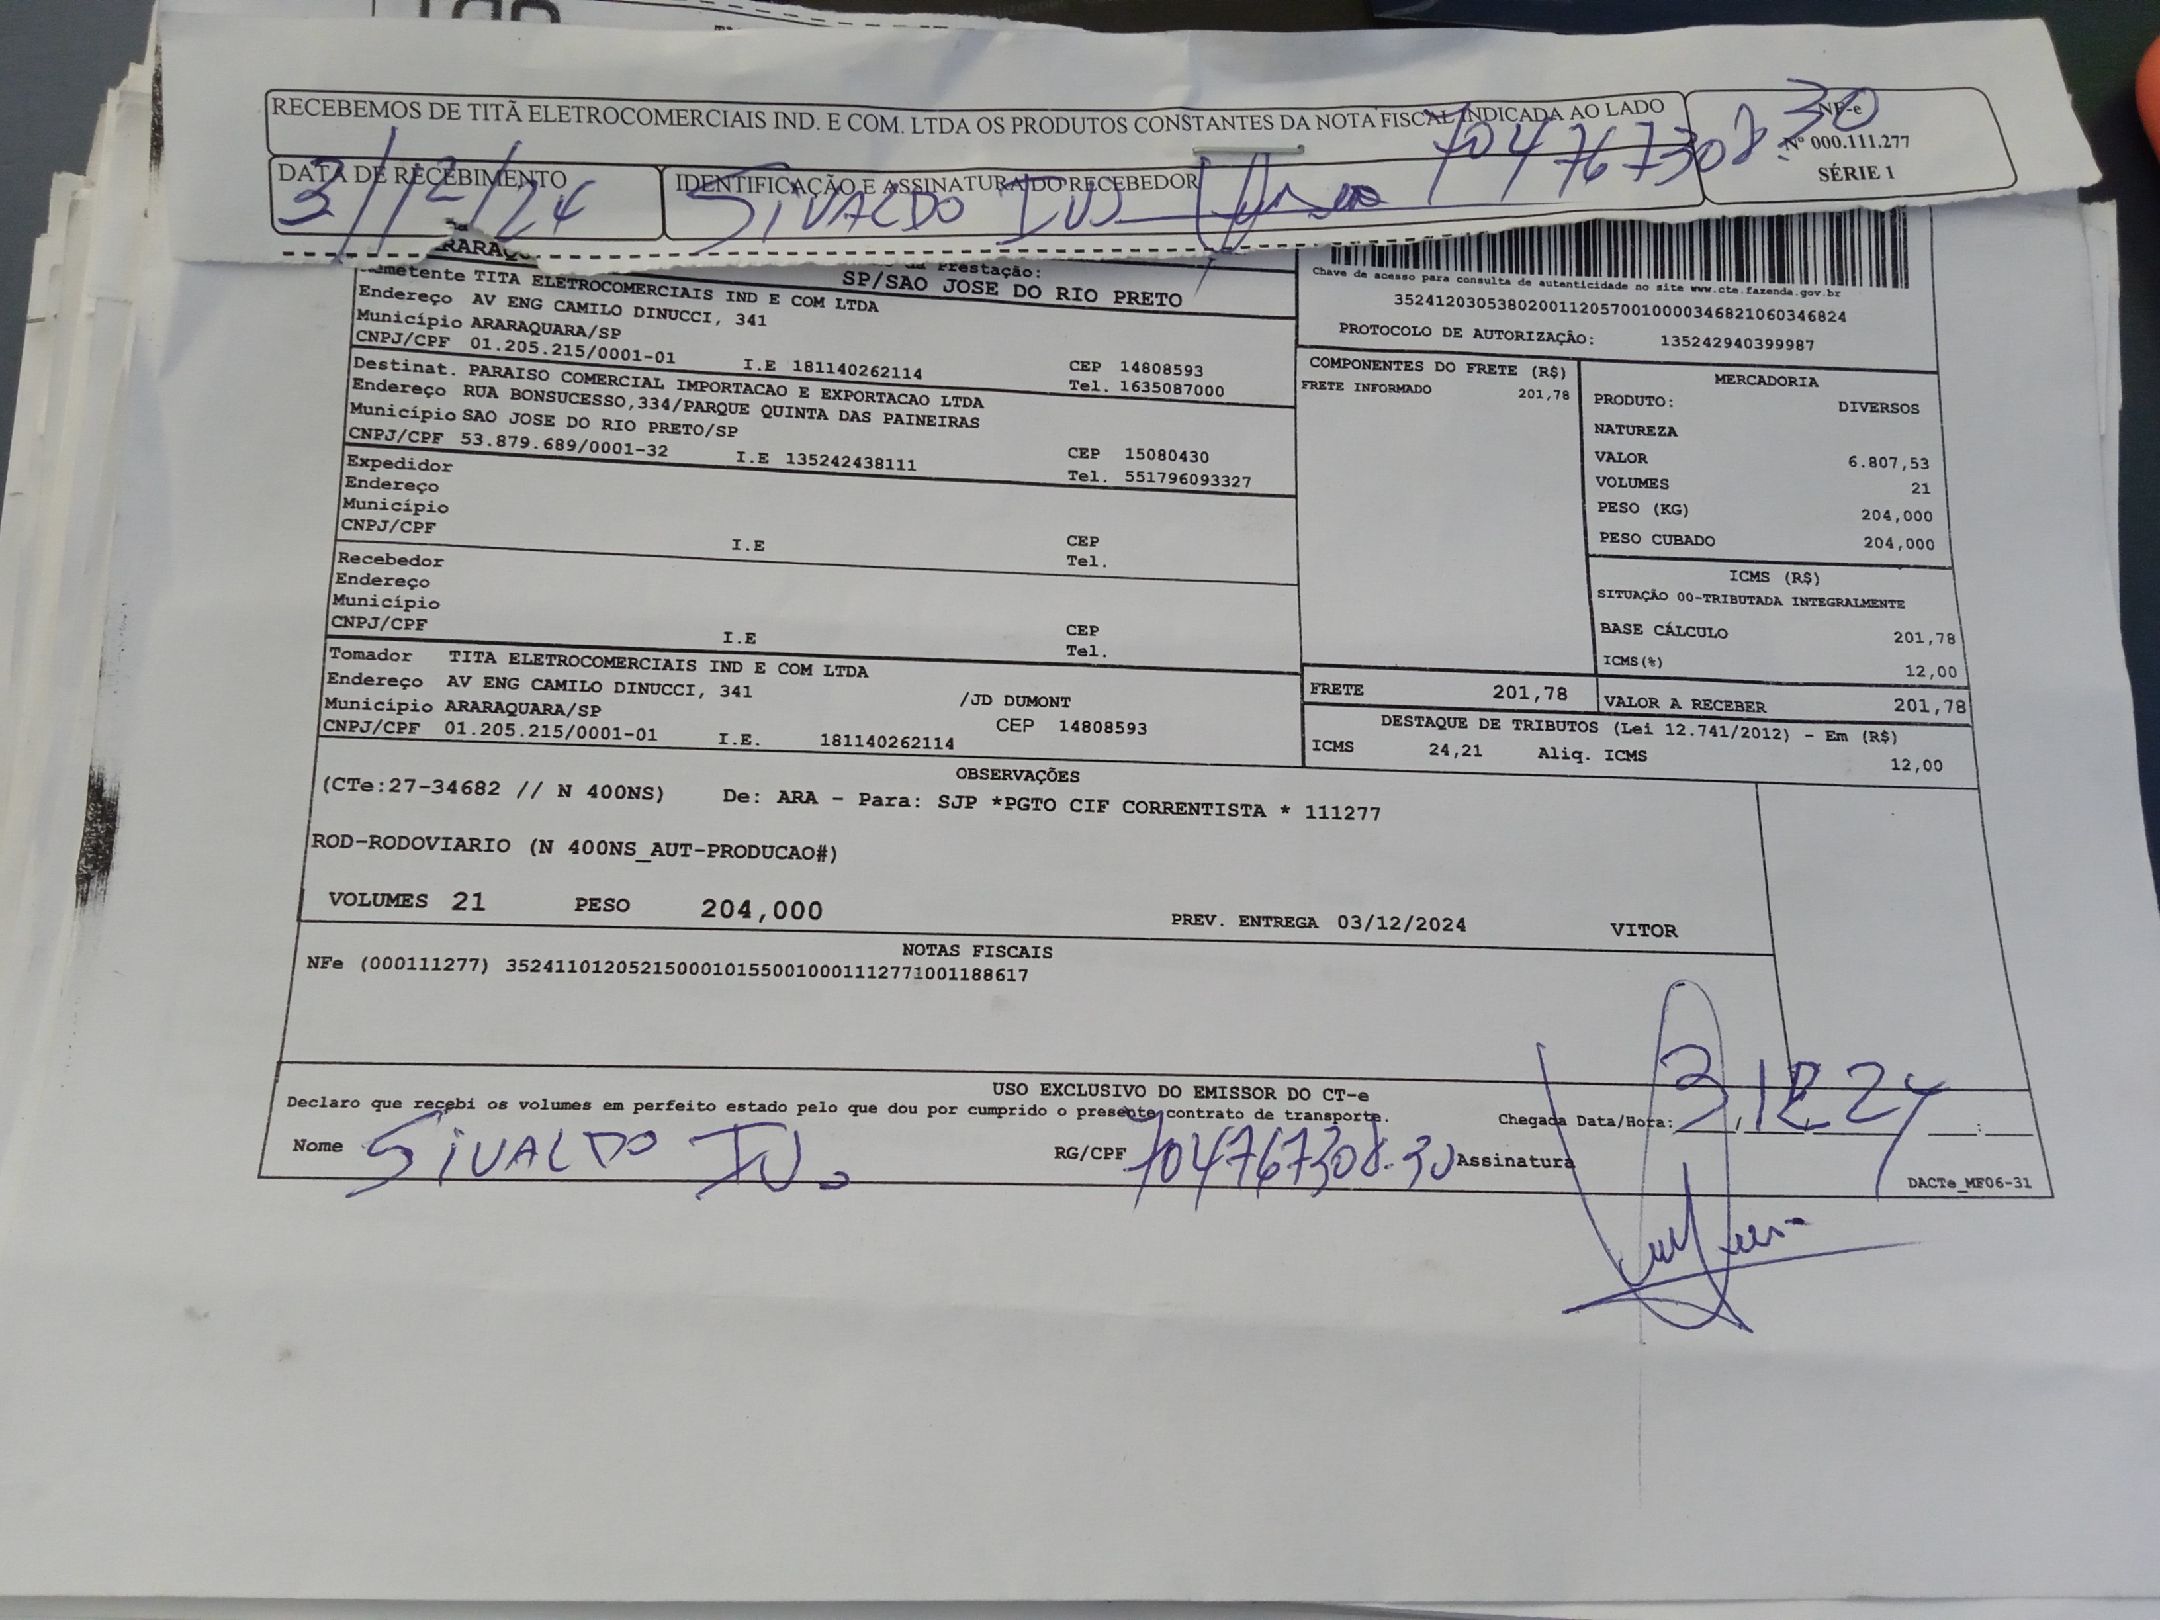 RECEBEMOS DE TITÃ ELETROCOMERCIAIS IND. E COM. LTDA OS PRODUTOS CONSTANTES DA NOTA FISCAL INDICADA AO LADO
NF-e
Nº 000.111.277
SÉRIE 1
DATA DE RECEBIMENTO
3/12/24
IDENTIFICAÇÃO E ASSINATURA DO RECEBEDOR
SIVALDO
704767308-30
Prestação:
SP/SAO JOSE DO RIO PRETO
Remetente TITA ELETROCOMERCIAIS IND E COM LTDA
Endereço AV ENG CAMILO DINUCCI, 341
Município ARARAQUARA/SP
CNPJ/CPF 01.205.215/0001-01 I.E 181140262114
CEP 14808593
Tel. 1635087000
Destinat. PARAISO COMERCIAL IMPORTACAO E EXPORTACAO LTDA
Endereço RUA BONSUCESSO,334/PARQUE QUINTA DAS PAINEIRAS
Município SAO JOSE DO RIO PRETO/SP
CNPJ/CPF 53.879.689/0001-32 I.E 135242438111
CEP 15080430
Tel. 551796093327
Expedidor
Endereço
Município
CNPJ/CPF I.E
CEP
Tel.
Recebedor
Endereço
Município
CNPJ/CPF I.E
CEP
Tel.
Tomador TITA ELETROCOMERCIAIS IND E COM LTDA
Endereço AV ENG CAMILO DINUCCI, 341 /JD DUMONT
Município ARARAQUARA/SP CEP 14808593
CNPJ/CPF 01.205.215/0001-01 I.E. 181140262114
Chave de acesso para consulta de autenticidade no site www.cte.fazenda.gov.br
35241203053802001120570010000346821060346824
PROTOCOLO DE AUTORIZAÇÃO: 135242940399987
COMPONENTES DO FRETE (R$)
FRETE INFORMADO 201,78
MERCADORIA
PRODUTO: DIVERSOS
NATUREZA
VALOR 6.807,53
VOLUMES 21
PESO (KG) 204,000
PESO CUBADO 204,000
ICMS (R$)
SITUAÇÃO 00-TRIBUTADA INTEGRALMENTE
BASE CÁLCULO 201,78
ICMS(%) 12,00
FRETE 201,78
VALOR A RECEBER 201,78
DESTAQUE DE TRIBUTOS (Lei 12.741/2012) - Em (R$)
ICMS 24,21 Aliq. ICMS 12,00
OBSERVAÇÕES
(CTe:27-34682 // N 400NS) De: ARA - Para: SJP *PGTO CIF CORRENTISTA * 111277
ROD-RODOVIARIO (N 400NS_AUT-PRODUCAO#)
VOLUMES 21 PESO 204,000
PREV. ENTREGA 03/12/2024 VITOR
NOTAS FISCAIS
NFe (000111277) 35241101205215000101550010001112771001188617
USO EXCLUSIVO DO EMISSOR DO CT-e
Declaro que recebi os volumes em perfeito estado pelo que dou por cumprido o presente contrato de transporte.
Chegada Data/Hora: 3/12/24
Nome SIVALDO
RG/CPF 704767308-30 Assinatura
DACTe_MF06-31